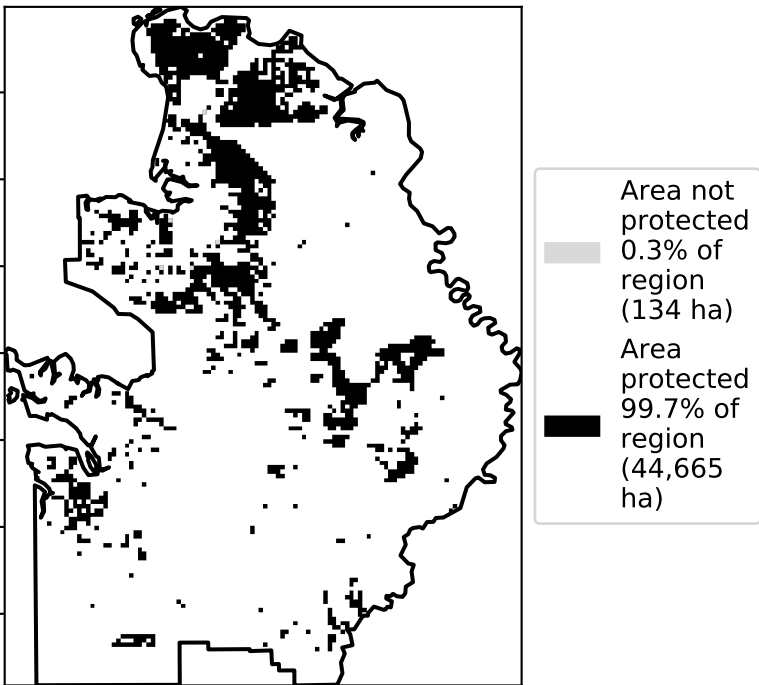 Area not
protected
0.3% of
region
(134 ha)
Area
protected
99.7% of
region
(44,665
ha)